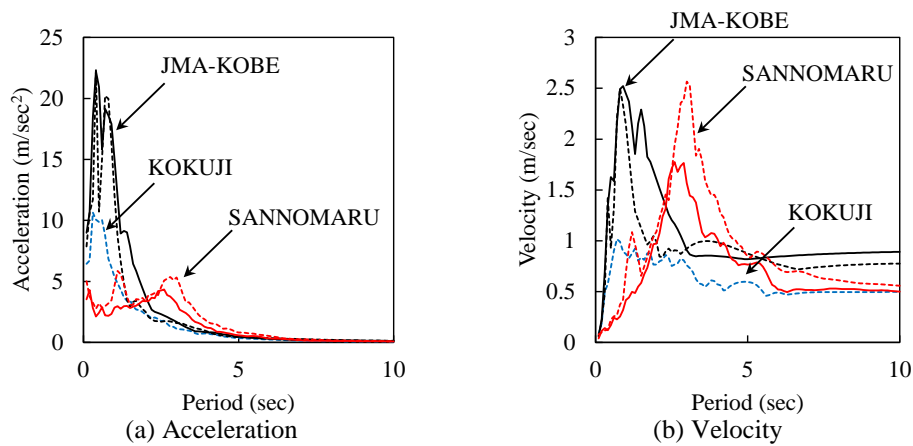 25
20
15
10
5
0
0
5
10
Acceleration (m/sec²)
Period (sec)
JMA-KOBE
KOKUJI
SANNOMARU
(a) Acceleration
3
2.5
2
1.5
1
0.5
0
0
5
10
Velocity (m/sec)
Period (sec)
JMA-KOBE
SANNOMARU
KOKUJI
(b) Velocity